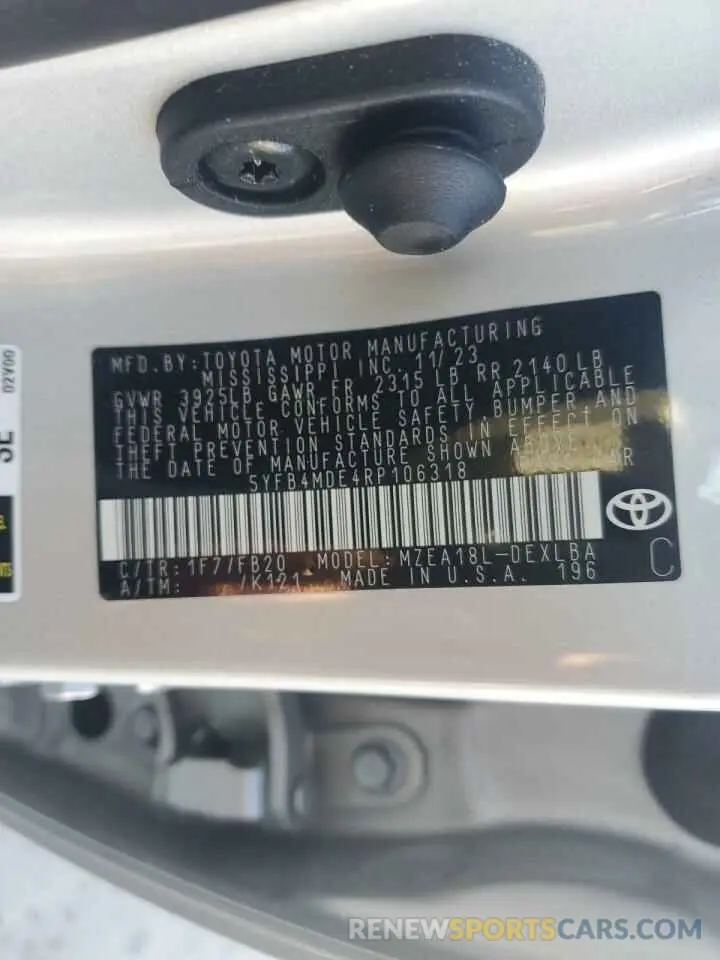 MFD. BY: TOYOTA MOTOR MANUFACTURING
MISSISSIPPI INC. 11/23
GVWR 3925LB GAWR FR 2315 LB RR 2140 LB
THIS VEHICLE CONFORMS TO ALL APPLICABLE
FEDERAL MOTOR VEHICLE SAFETY, BUMPER AND
THEFT PREVENTION STANDARDS IN EFFECT ON
THE DATE OF MANUFACTURE SHOWN ABOVE.
5YFB4MDE4RP106318
C/TR: 1F7/FB20 MODEL: MZEA18L-DEXLBA
A/TM: /K121 MADE IN U.S.A. 196
C
02V00
RENEWSPORTSCARS.COM